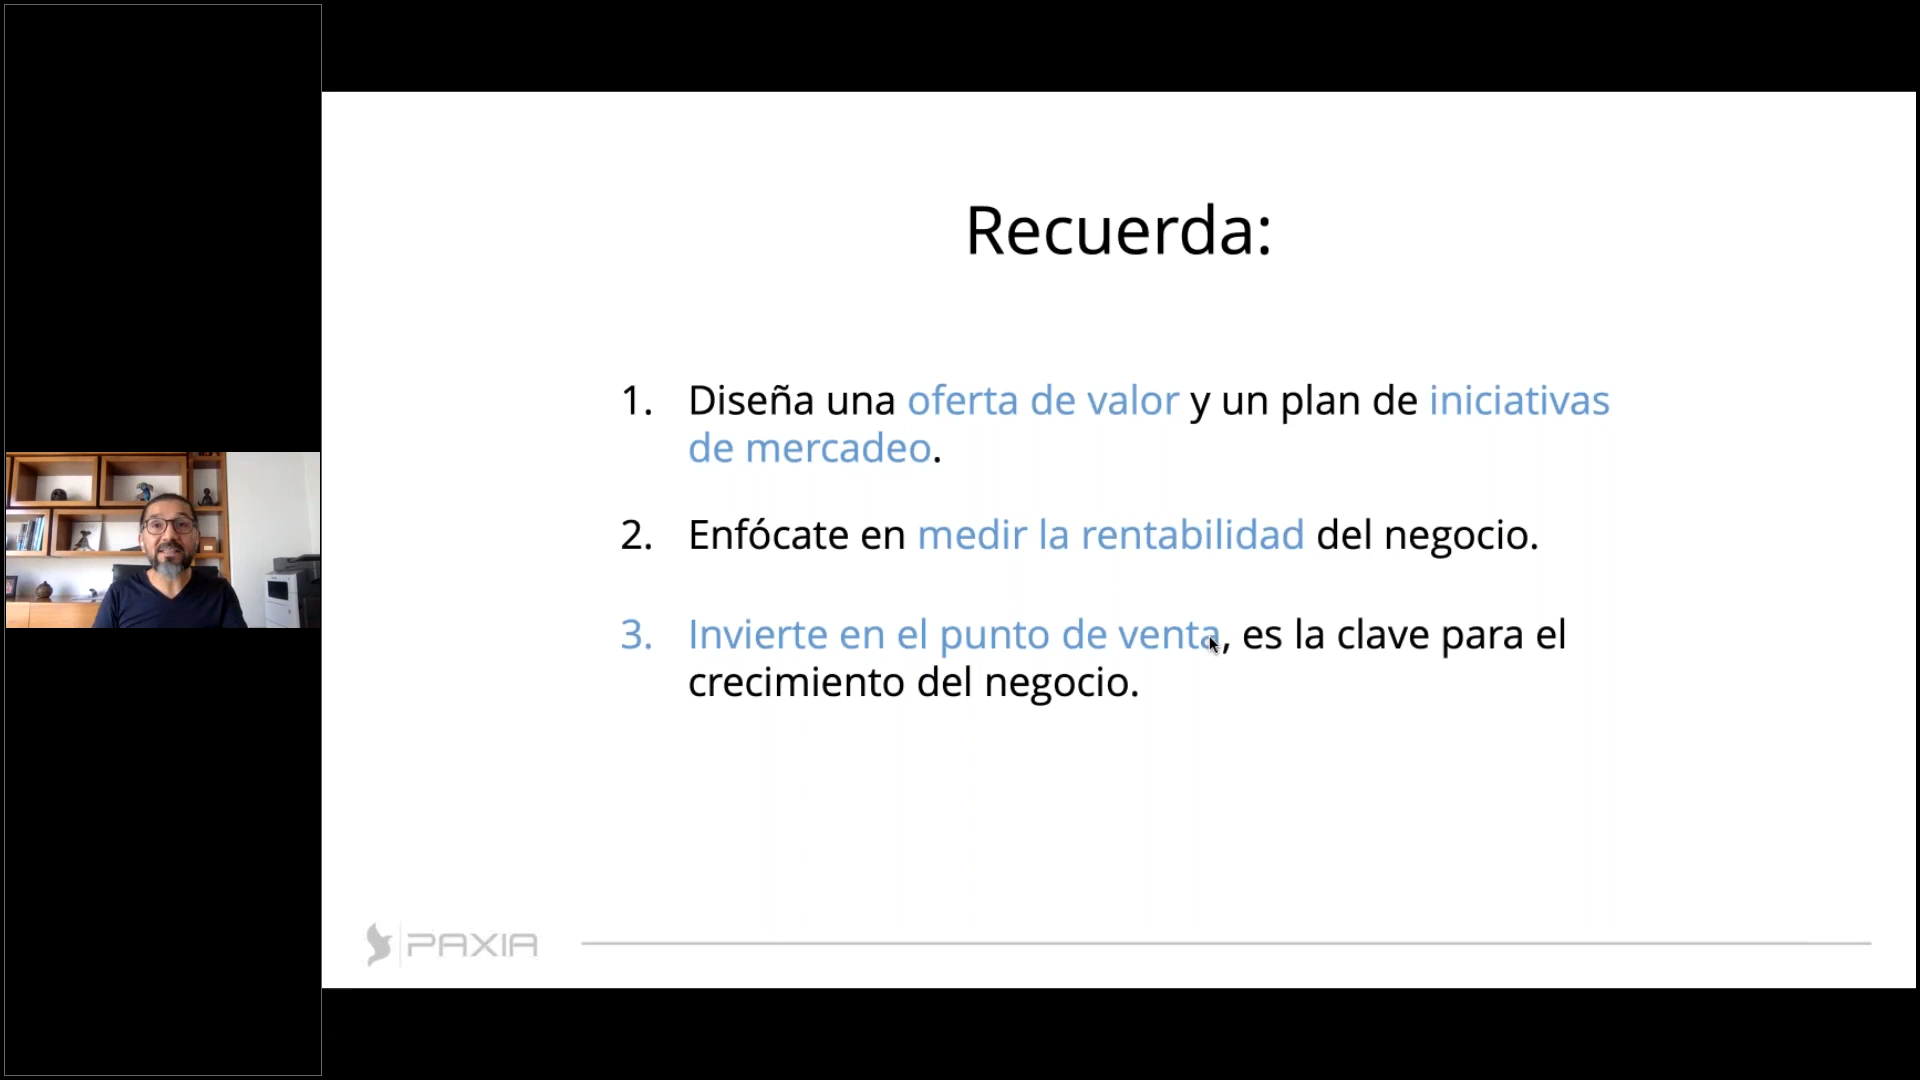 Recuerda:
1. Diseña una oferta de valor y un plan de iniciativas
de mercadeo.
2. Enfócate en medir la rentabilidad del negocio.
3. Invierte en el punto de venta, es la clave para el
crecimiento del negocio.
PAXIA